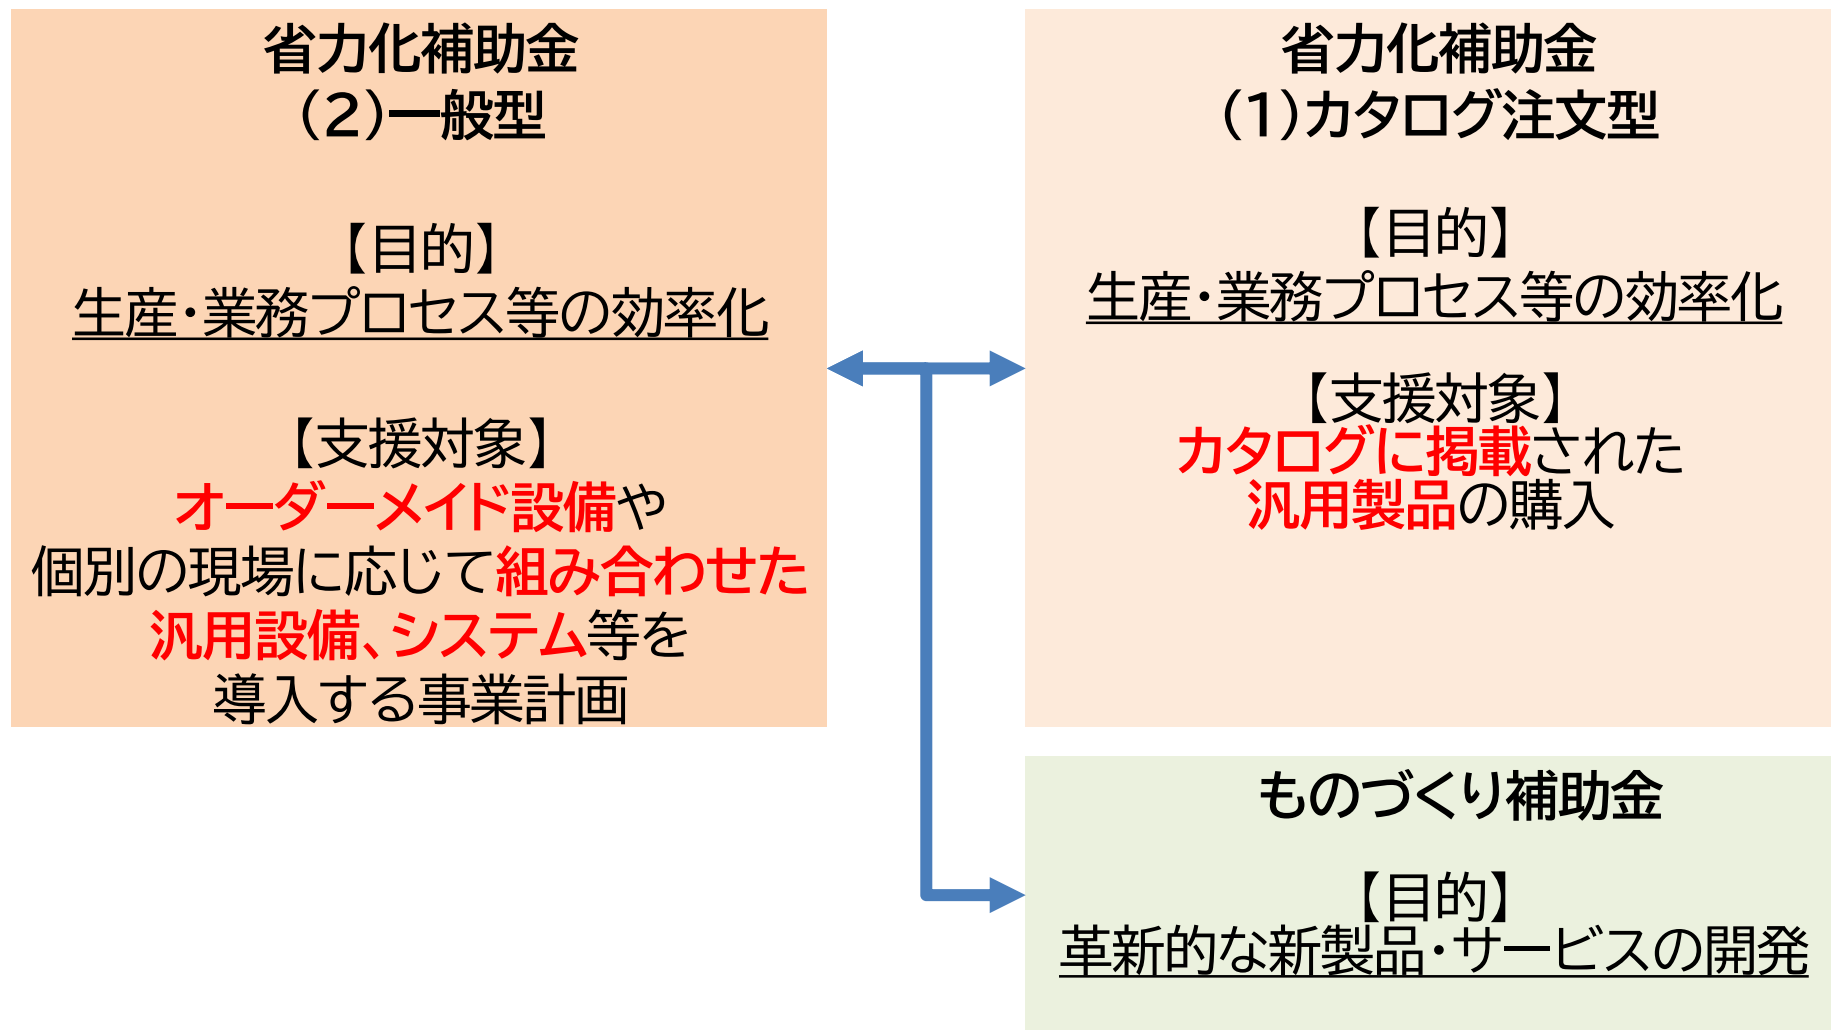 省力化補助金
（２）一般型
【目的】
生産・業務プロセス等の効率化
【支援対象】
オーダーメイド設備や
個別の現場に応じて組み合わせた
汎用設備、システム等を
導入する事業計画
省力化補助金
（１）カタログ注文型
【目的】
生産・業務プロセス等の効率化
【支援対象】
カタログに掲載された
汎用製品の購入
ものづくり補助金
【目的】
革新的な新製品・サービスの開発